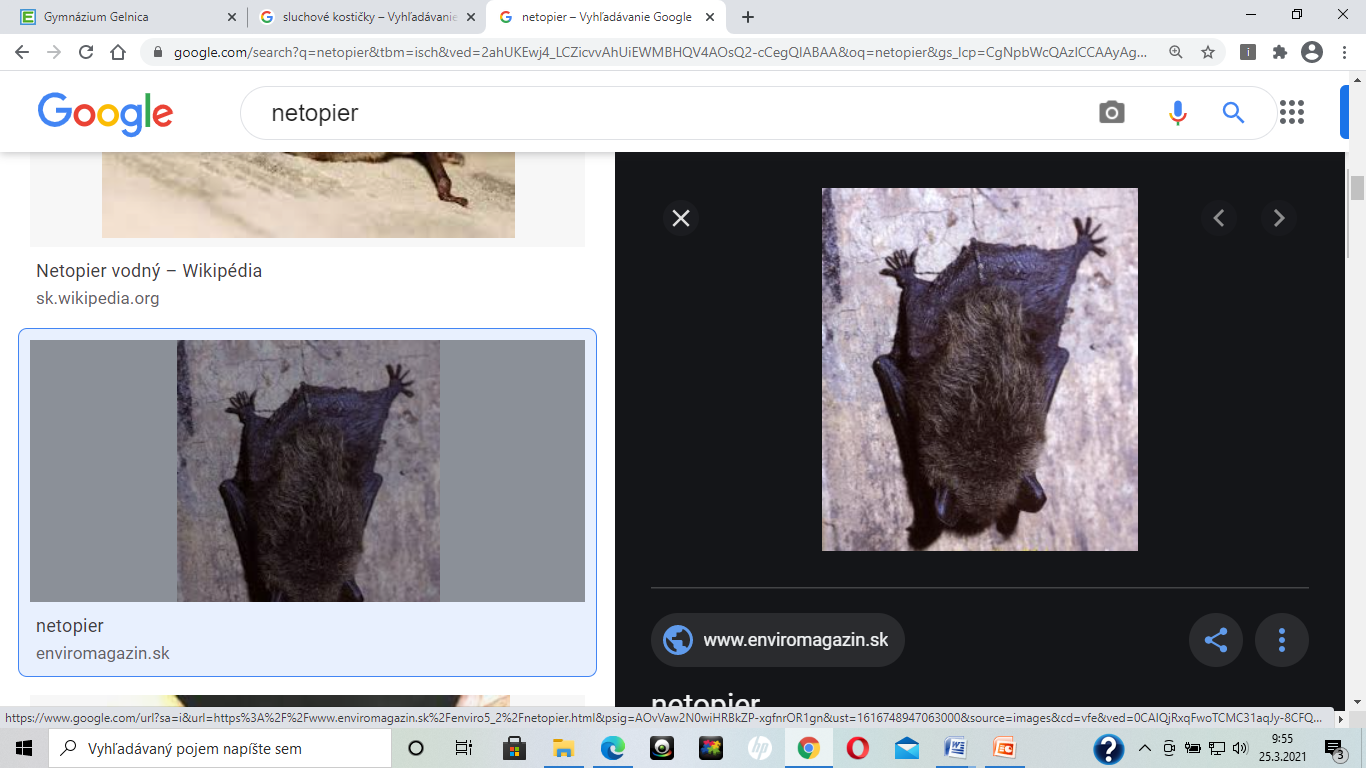 Gymnázium Gelnica
sluchové kostičky – Vyhľadávanie
netopier – Vyhľadávanie Google
google.com/search?q=netopier&tbm=isch&ved=2ahUKEwj4_LCZicvvAhUiEWMBHQV4AOsQ2-cCegQIABAA&oq=netopier&gs_lcp=CgNpbWcQAzICCAAyAg...
Google
netopier
Netopier vodný – Wikipédia
sk.wikipedia.org
netopier
enviromagazin.sk
www.enviromagazin.sk
netopier
https://www.google.com/url?sa=i&url=https%3A%2F%2Fwww.enviromagazin.sk%2Fenviro5_2%2Fnetopier.html&psig=AOvVaw2N0wiHRBkZP-xgfnrOR1gn&ust=1616748947063000&source=images&cd=vfe&ved=0CAIQjRxqFwoTCMC31aqJy-8CFQ...
Vyhľadávaný pojem napíšte sem
hp
9:55
25.3.2021
3